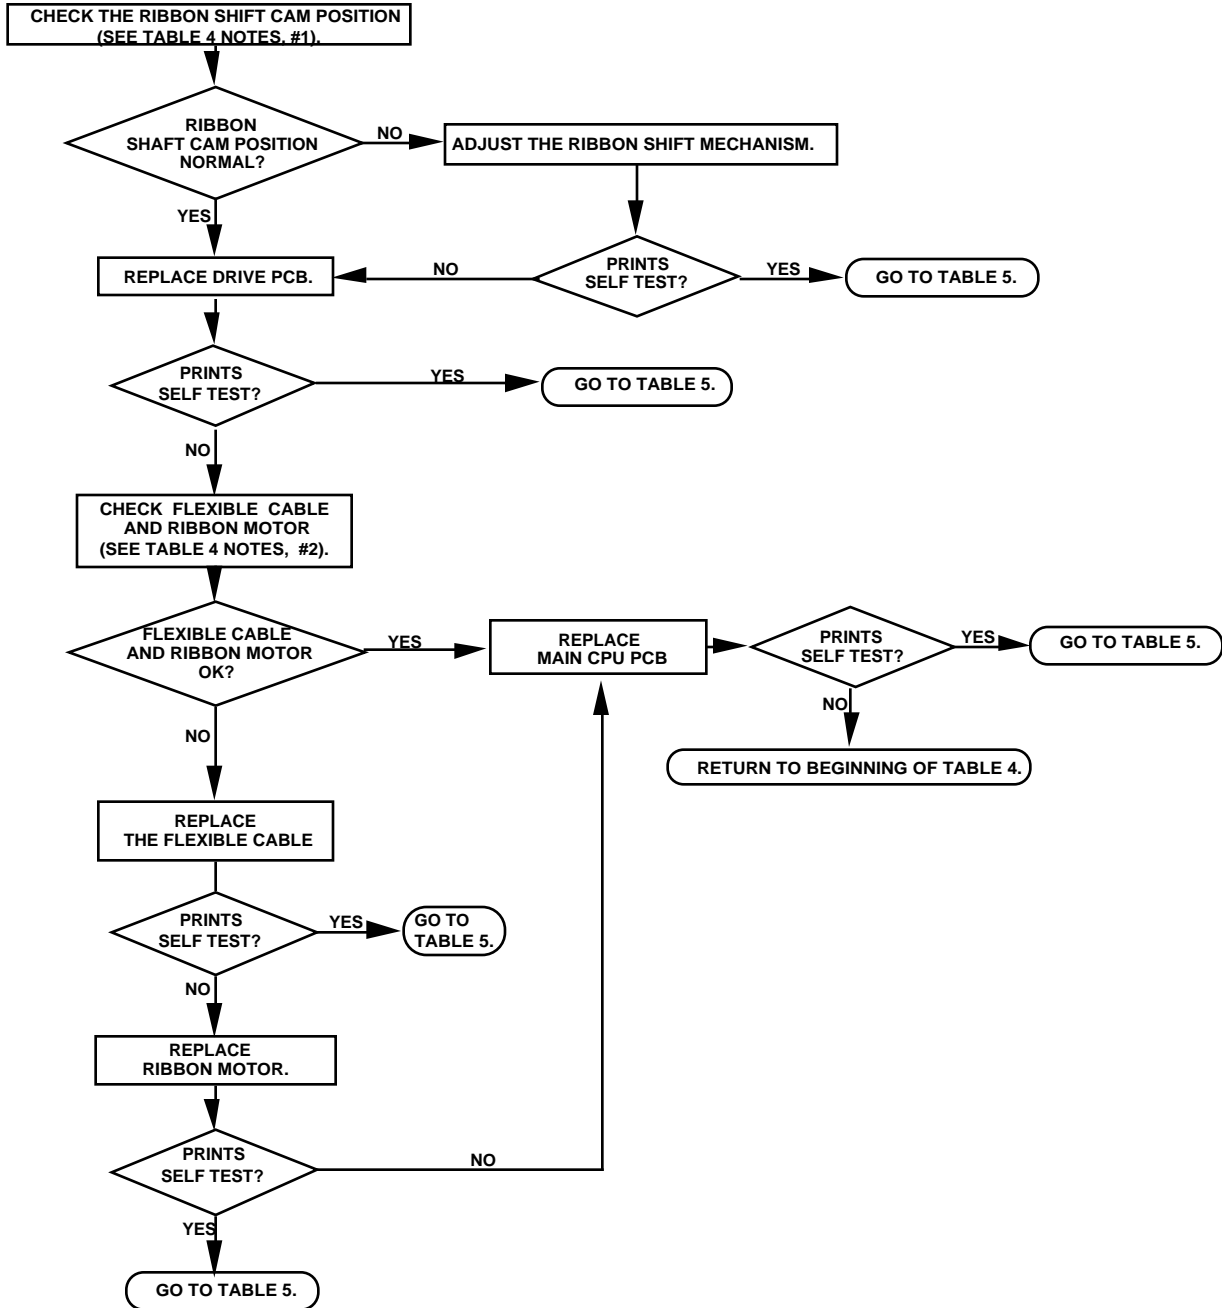 CHECK THE RIBBON SHIFT CAM POSITION
(SEE TABLE 4 NOTES, #1).
RIBBON
SHAFT CAM POSITION
NORMAL?
NO
ADJUST THE RIBBON SHIFT MECHANISM.
YES
REPLACE DRIVE PCB.
NO
PRINTS
SELF TEST?
YES
GO TO TABLE 5.
PRINTS
SELF TEST?
YES
GO TO TABLE 5.
NO
CHECK FLEXIBLE CABLE
AND RIBBON MOTOR
(SEE TABLE 4 NOTES, #2).
FLEXIBLE CABLE
AND RIBBON MOTOR
OK?
YES
REPLACE
MAIN CPU PCB
PRINTS
SELF TEST?
YES
GO TO TABLE 5.
NO
RETURN TO BEGINNING OF TABLE 4.
NO
REPLACE
THE FLEXIBLE CABLE
PRINTS
SELF TEST?
YES
GO TO
TABLE 5.
NO
REPLACE
RIBBON MOTOR.
PRINTS
SELF TEST?
NO
YES
GO TO TABLE 5.